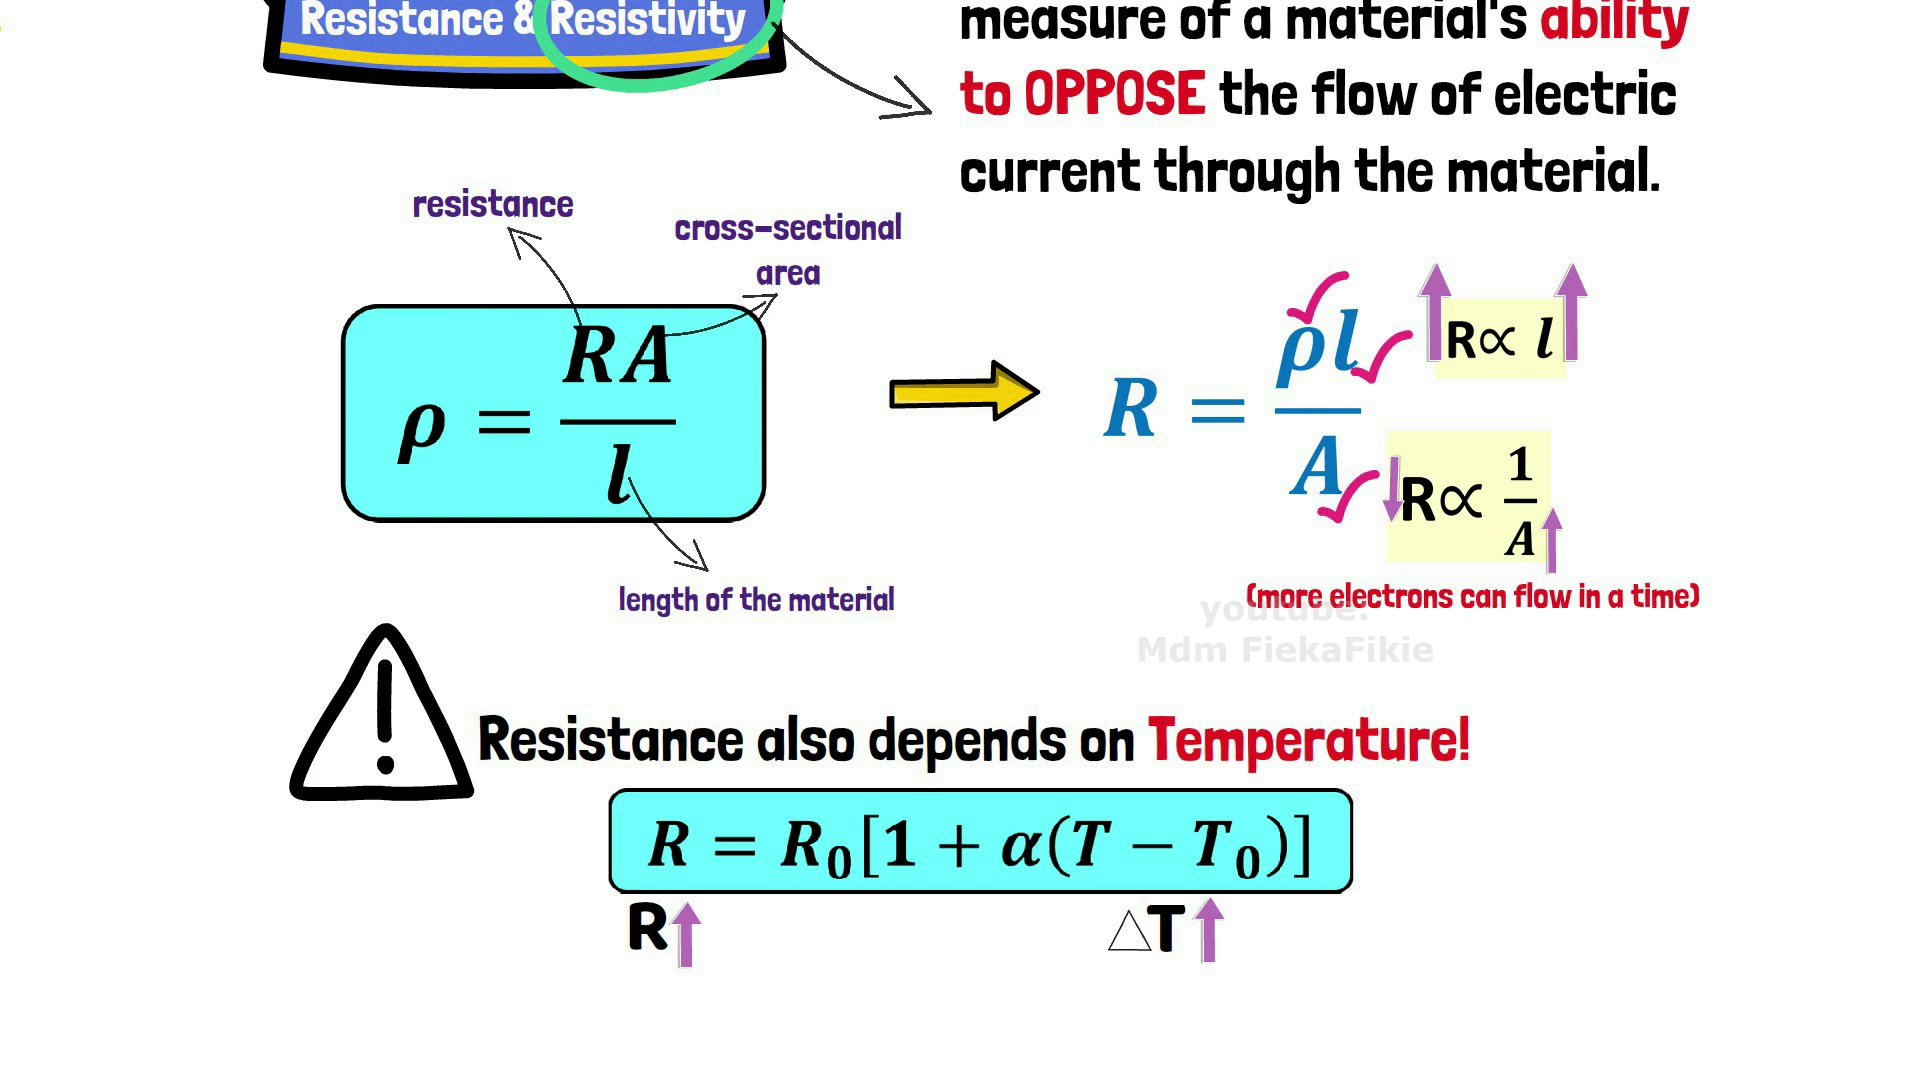 Resistance & Resistivity
measure of a material's ability
to OPPOSE the flow of electric
current through the material.
resistance
cross-sectional
area
ρ = RA / l
length of the material
R = ρl / A
R ∝ l
R ∝ 1 / A
(more electrons can flow in a time)
youtube:
Mdm FiekaFikie
!
Resistance also depends on Temperature!
R = R₀[1 + α(T − T₀)]
R
△T